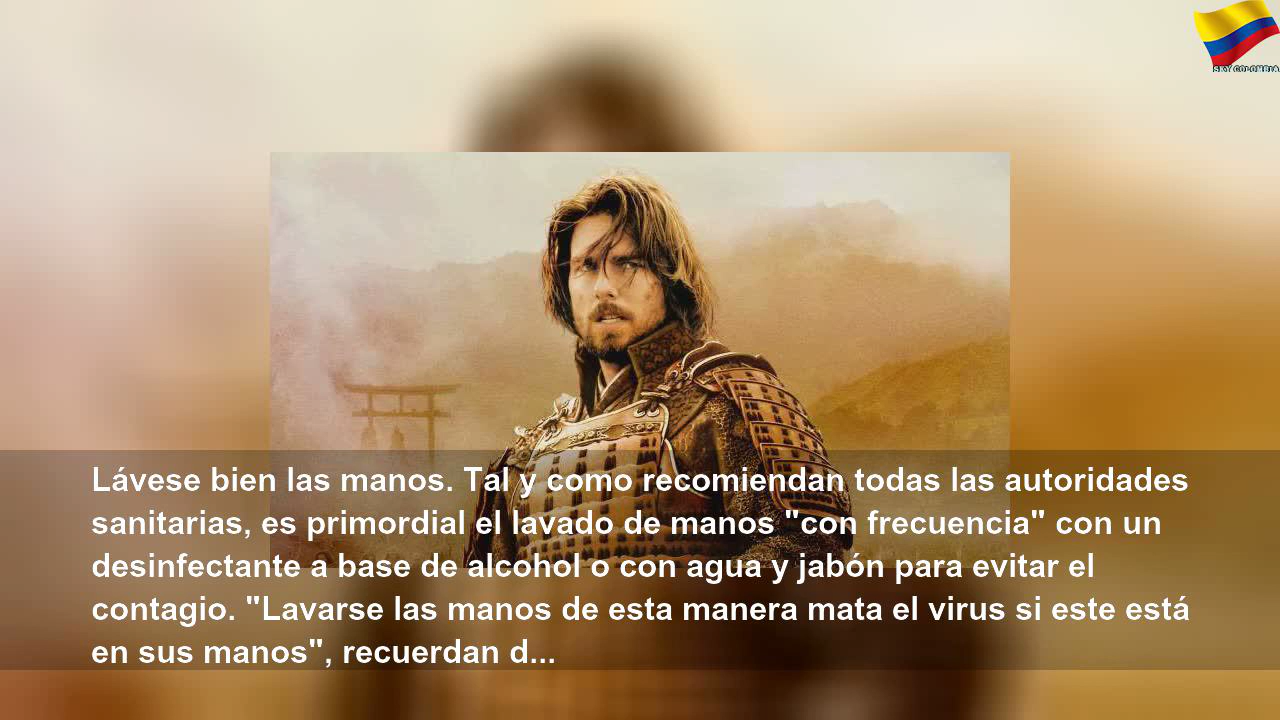 SKY COLOMBIA
Lávese bien las manos. Tal y como recomiendan todas las autoridades
sanitarias, es primordial el lavado de manos "con frecuencia" con un
desinfectante a base de alcohol o con agua y jabón para evitar el
contagio. "Lavarse las manos de esta manera mata el virus si este está
en sus manos", recuerdan d...